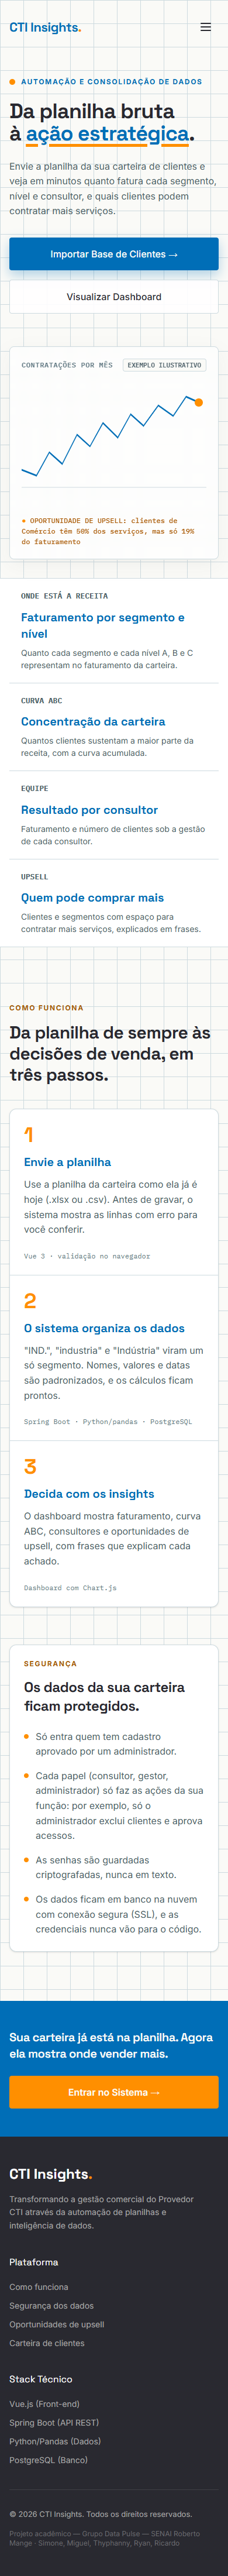 CTI Insights.
AUTOMAÇÃO E CONSOLIDAÇÃO DE DADOS
Da planilha bruta
à ação estratégica.
Envie a planilha da sua carteira de clientes e
veja em minutos quanto fatura cada segmento,
nível e consultor, e quais clientes podem
contratar mais serviços.
Importar Base de Clientes →
Visualizar Dashboard
CONTRATAÇÕES POR MÊS
EXEMPLO ILUSTRATIVO
● OPORTUNIDADE DE UPSELL: clientes de
Comércio têm 50% dos serviços, mas só 19%
do faturamento
ONDE ESTÁ A RECEITA
Faturamento por segmento e
nível
Quanto cada segmento e cada nível A, B e C
representam no faturamento da carteira.
CURVA ABC
Concentração da carteira
Quantos clientes sustentam a maior parte da
receita, com a curva acumulada.
EQUIPE
Resultado por consultor
Faturamento e número de clientes sob a gestão
de cada consultor.
UPSELL
Quem pode comprar mais
Clientes e segmentos com espaço para
contratar mais serviços, explicados em frases.
COMO FUNCIONA
Da planilha de sempre às
decisões de venda, em
três passos.
1
Envie a planilha
Use a planilha da carteira como ela já é
hoje (.xlsx ou .csv). Antes de gravar, o
sistema mostra as linhas com erro para
você conferir.
Vue 3 · validação no navegador
2
O sistema organiza os dados
"IND.", "industria" e "Indústria" viram um
só segmento. Nomes, valores e datas
são padronizados, e os cálculos ficam
prontos.
Spring Boot · Python/pandas · PostgreSQL
3
Decida com os insights
O dashboard mostra faturamento, curva
ABC, consultores e oportunidades de
upsell, com frases que explicam cada
achado.
Dashboard com Chart.js
SEGURANÇA
Os dados da sua carteira
ficam protegidos.
Só entra quem tem cadastro
aprovado por um administrador.
Cada papel (consultor, gestor,
administrador) só faz as ações da sua
função: por exemplo, só o
administrador exclui clientes e aprova
acessos.
As senhas são guardadas
criptografadas, nunca em texto.
Os dados ficam em banco na nuvem
com conexão segura (SSL), e as
credenciais nunca vão para o código.
Sua carteira já está na planilha. Agora
ela mostra onde vender mais.
Entrar no Sistema →
CTI Insights.
Transformando a gestão comercial do Provedor
CTI através da automação de planilhas e
inteligência de dados.
Plataforma
Como funciona
Segurança dos dados
Oportunidades de upsell
Carteira de clientes
Stack Técnico
Vue.js (Front-end)
Spring Boot (API REST)
Python/Pandas (Dados)
PostgreSQL (Banco)
© 2026 CTI Insights. Todos os direitos reservados.
Projeto acadêmico — Grupo Data Pulse — SENAI Roberto
Mange · Simone, Miguel, Thyphanny, Ryan, Ricardo